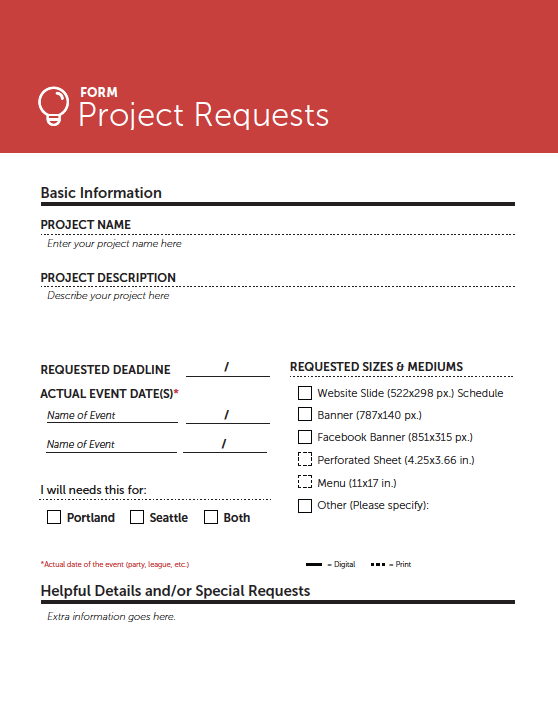 FORM
Project Requests
Basic Information
PROJECT NAME
Enter your project name here
PROJECT DESCRIPTION
Describe your project here
REQUESTED DEADLINE /
ACTUAL EVENT DATE(S)*
Name of Event /
Name of Event /
I will needs this for:
Portland Seattle Both
*Actual date of the event (party, league, etc.)
REQUESTED SIZES & MEDIUMS
Website Slide (522x298 px.) Schedule
Banner (787x140 px.)
Facebook Banner (851x315 px.)
Perforated Sheet (4.25x3.66 in.)
Menu (11x17 in.)
Other (Please specify):
= Digital = Print
Helpful Details and/or Special Requests
Extra information goes here.